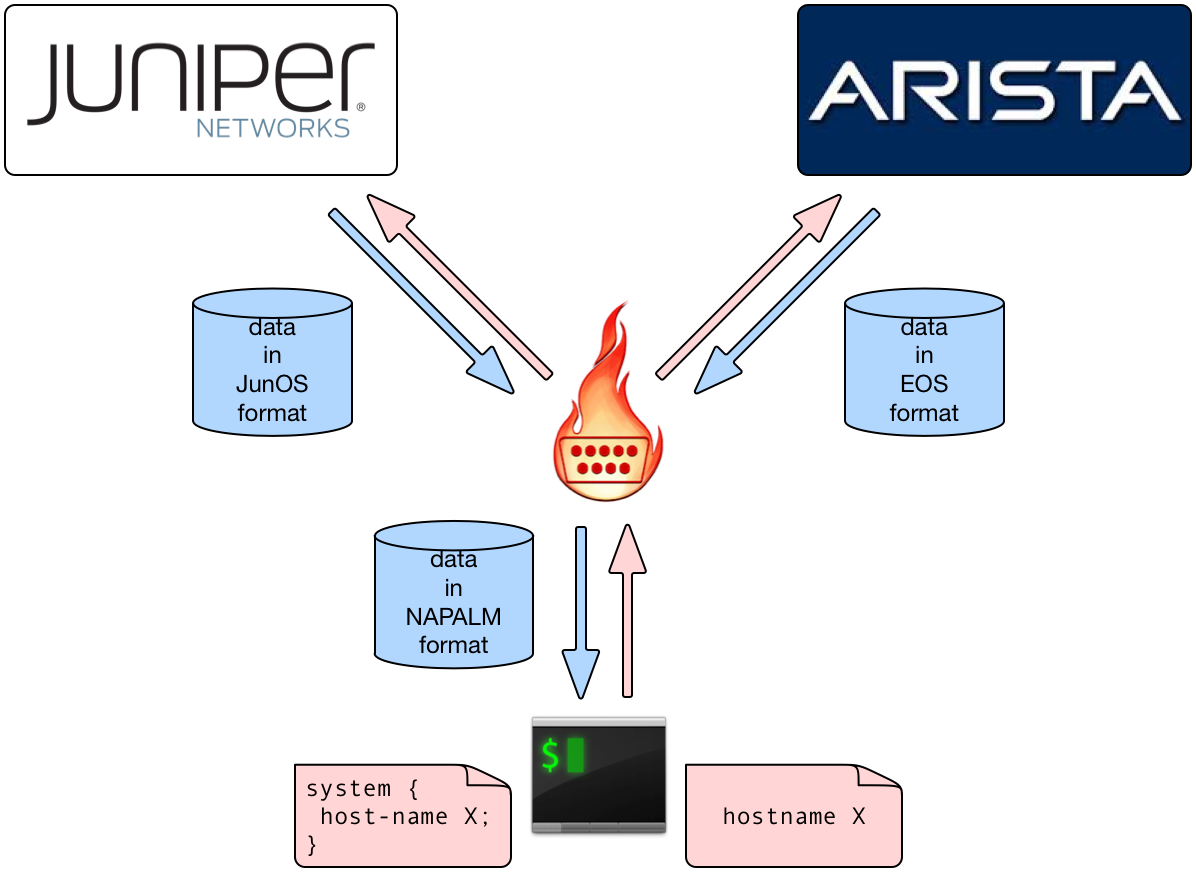 JUNIPer®
NETWORKS
ARISTA
data
in
JunOS
format
data
in
EOS
format
data
in
NAPALM
format
$
system {
 host-name X;
}
hostname X